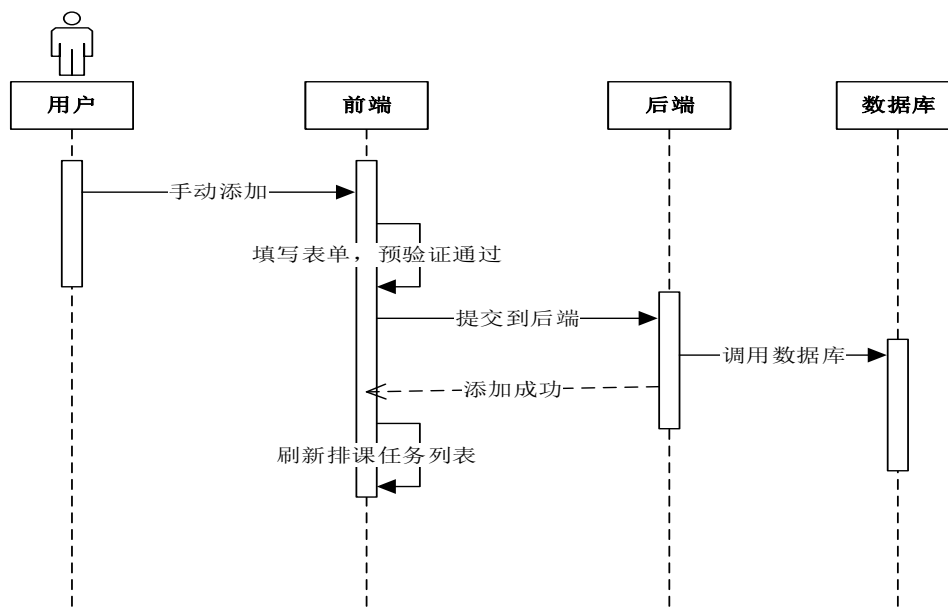 用户
前端
后端
数据库
手动添加
填写表单，预验证通过
提交到后端
调用数据库
添加成功
刷新排课任务列表